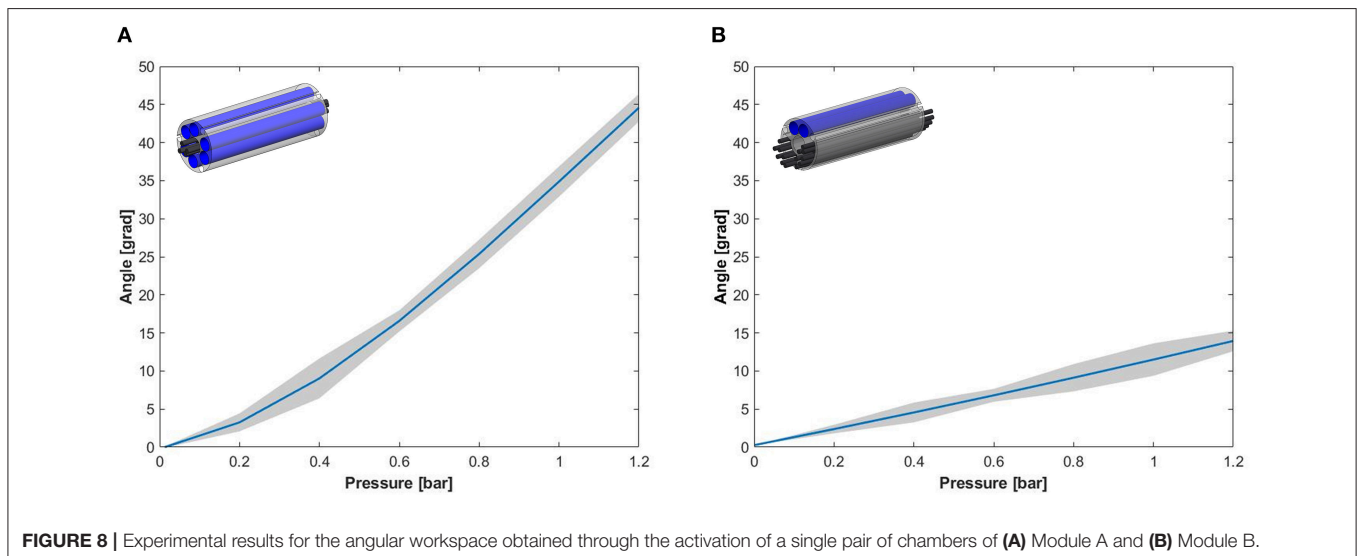 A
50
45
40
35
30
25
20
15
10
5
0
Angle [grad]
0 0.2 0.4 0.6 0.8 1 1.2
Pressure [bar]
B
50
45
40
35
30
25
20
15
10
5
0
Angle [grad]
0 0.2 0.4 0.6 0.8 1 1.2
Pressure [bar]
FIGURE 8 | Experimental results for the angular workspace obtained through the activation of a single pair of chambers of (A) Module A and (B) Module B.